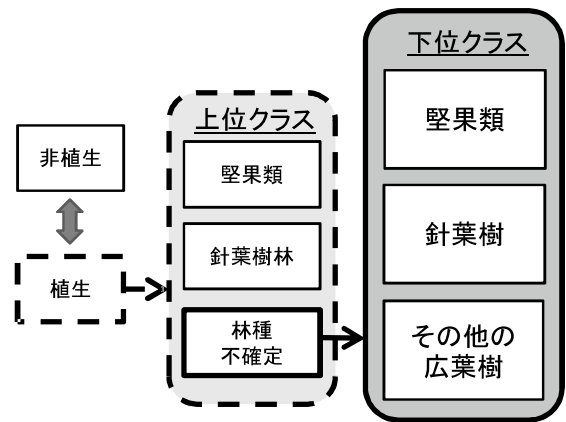 非植生
植生
上位クラス
堅果類
針葉樹林
林種
不確定
下位クラス
堅果類
針葉樹
その他の
広葉樹